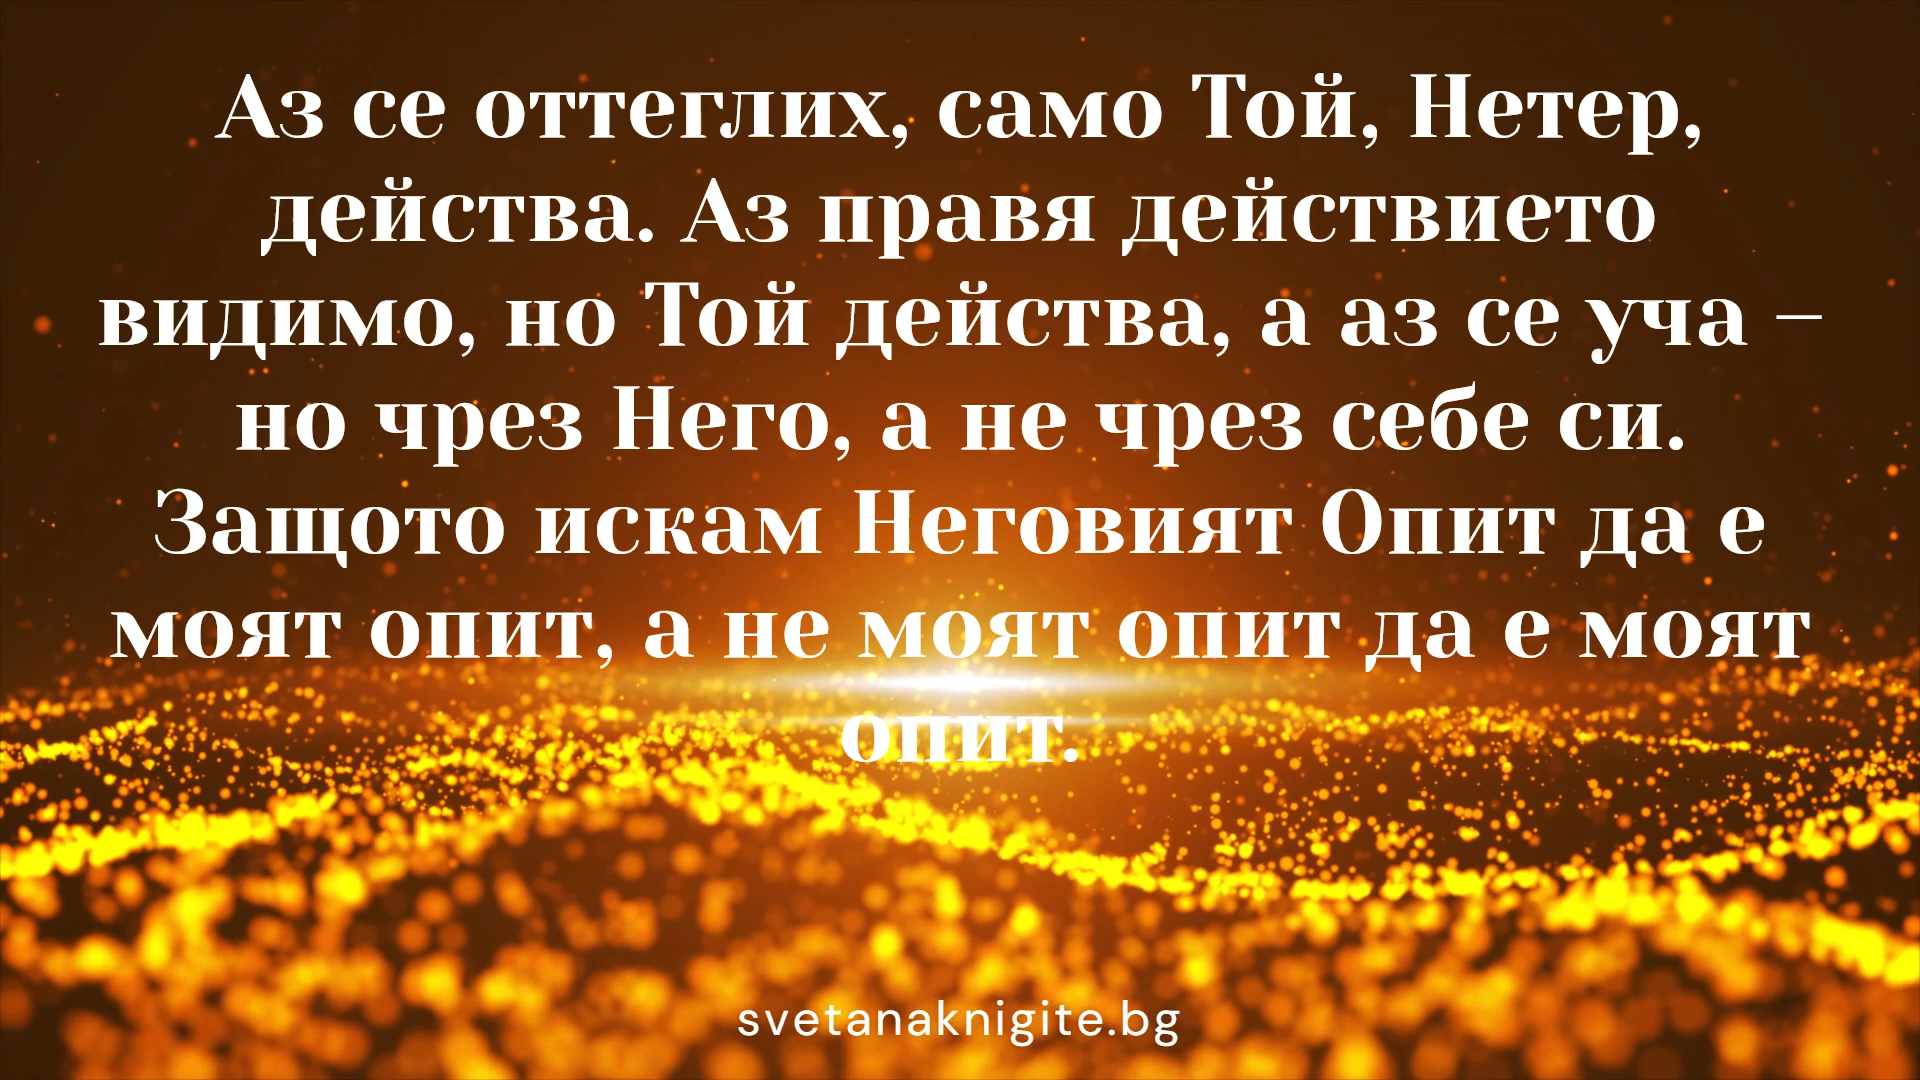 Аз се оттеглих, само Той, Нетер,
действа. Аз правя действието
видимо, но Той действа, а аз се уча –
но чрез Него, а не чрез себе си.
Защото искам Неговият Опит да е
моят опит, а не моят опит да е моят
опит.
svetanaknigite.bg